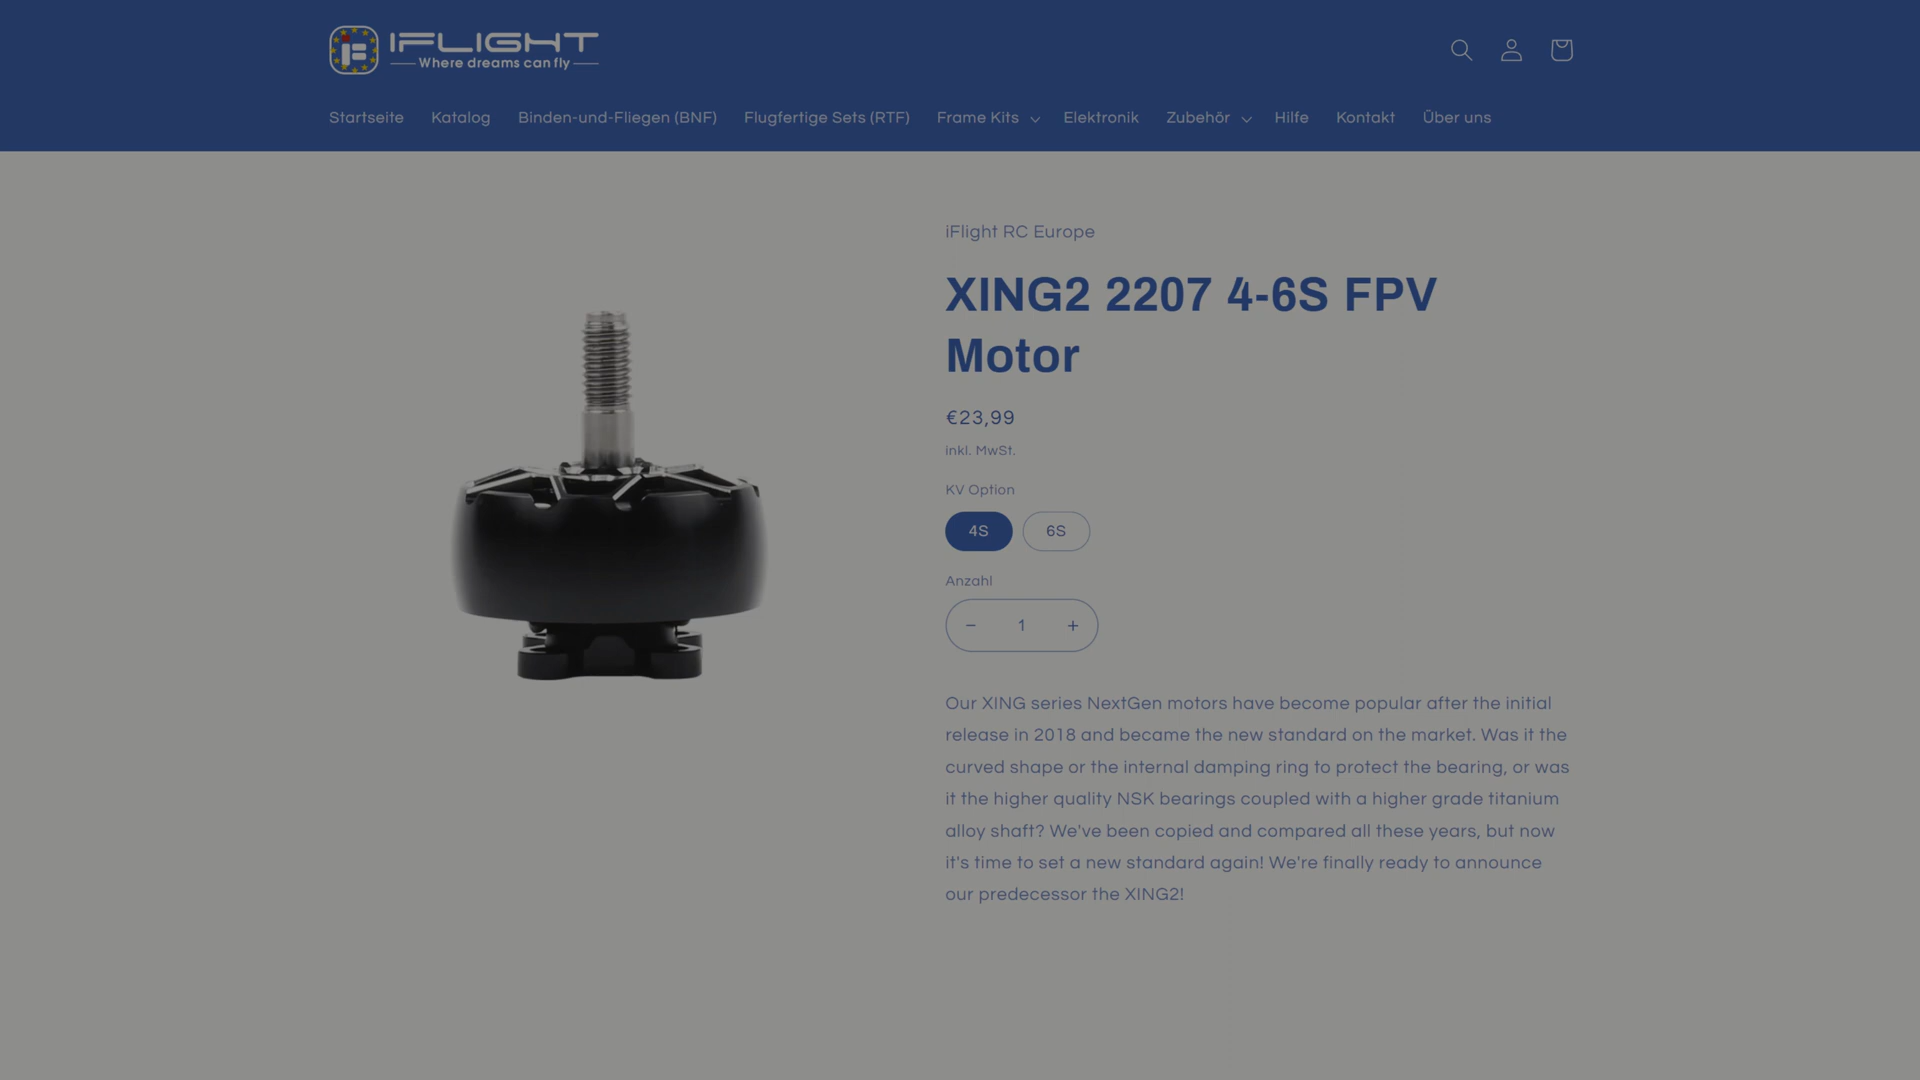 IFLIGHT
Where dreams can fly
Startseite Katalog Binden-und-Fliegen (BNF) Flugfertige Sets (RTF) Frame Kits Elektronik Zubehör Hilfe Kontakt Über uns
iFlight RC Europe
XING2 2207 4-6S FPV
Motor
€23,99
inkl. MwSt.
KV Option
4S 6S
Anzahl
− 1 +
Our XING series NextGen motors have become popular after the initial
release in 2018 and became the new standard on the market. Was it the
curved shape or the internal damping ring to protect the bearing, or was
it the higher quality NSK bearings coupled with a higher grade titanium
alloy shaft? We've been copied and compared all these years, but now
it's time to set a new standard again! We're finally ready to announce
our predecessor the XING2!